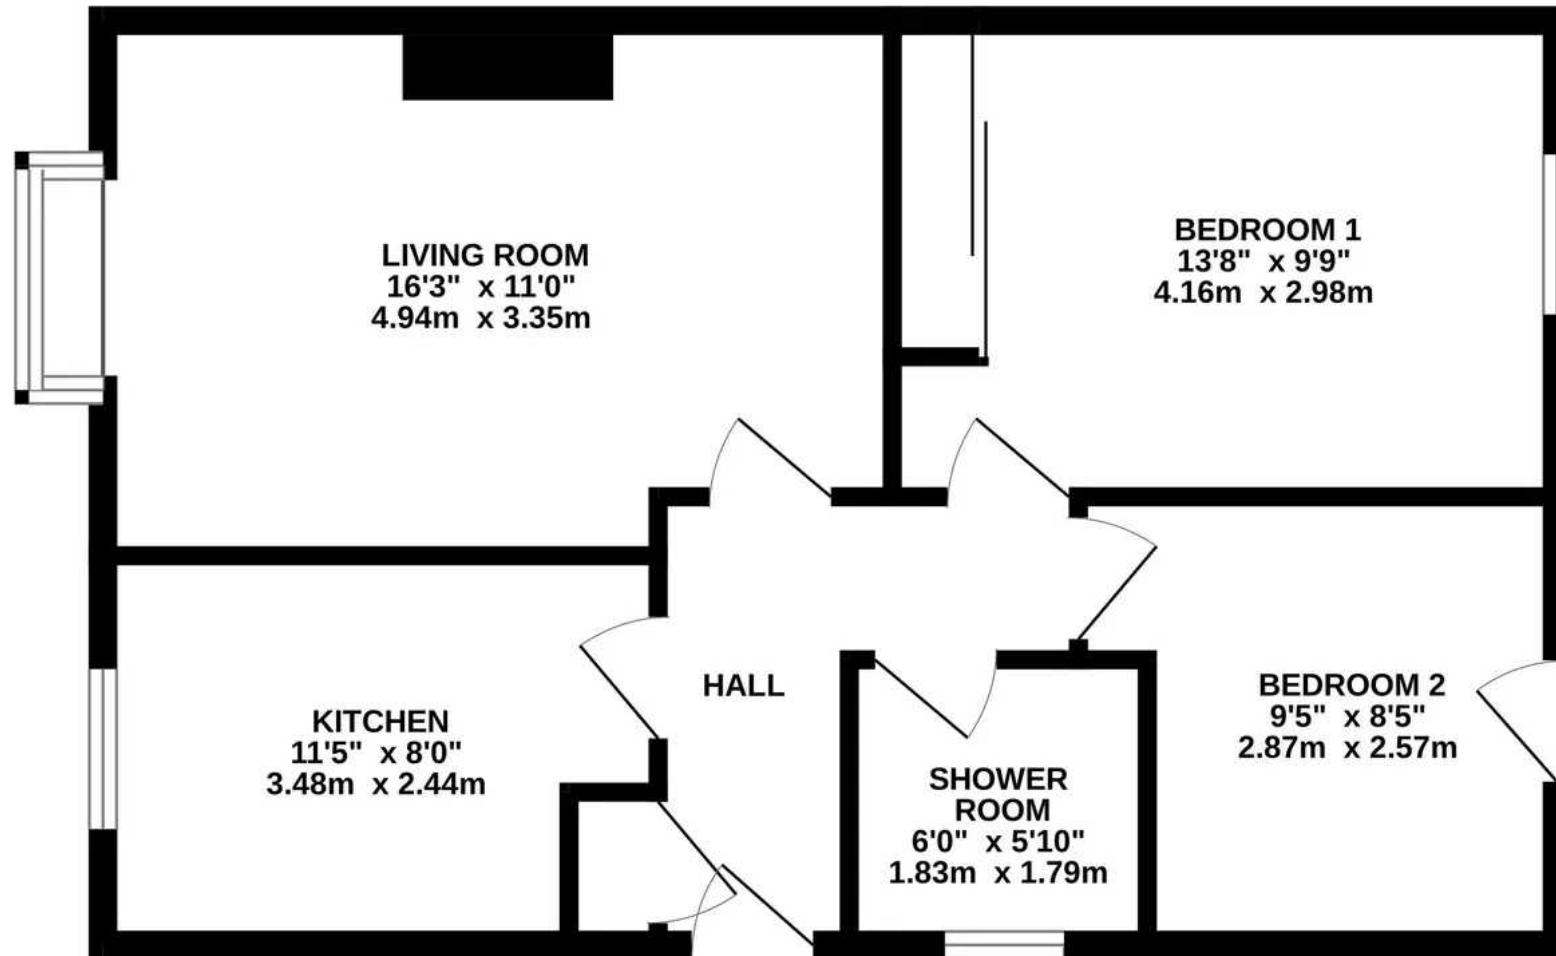 LIVING ROOM
16'3" x 11'0"
4.94m x 3.35m
BEDROOM 1
13'8" x 9'9"
4.16m x 2.98m
KITCHEN
11'5" x 8'0"
3.48m x 2.44m
HALL
SHOWER
ROOM
6'0" x 5'10"
1.83m x 1.79m
BEDROOM 2
9'5" x 8'5"
2.87m x 2.57m